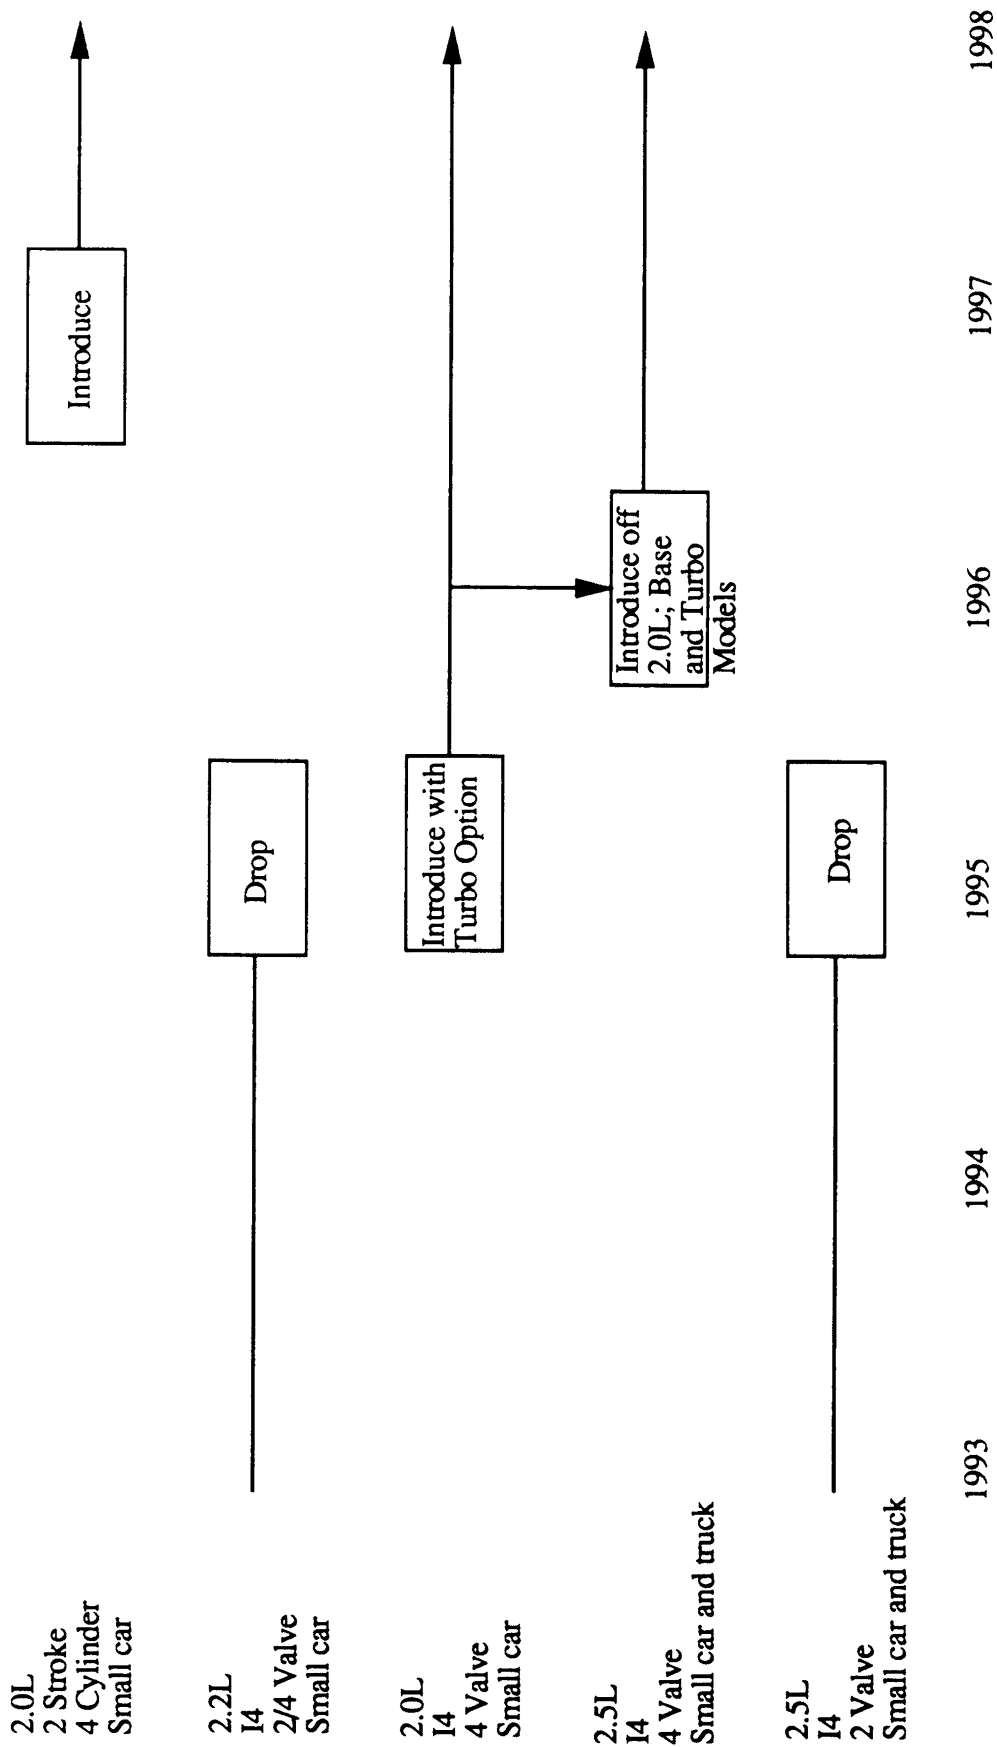 2.0L
2 Stroke
4 Cylinder
Small car
Introduce
2.2L
I4
2/4 Valve
Small car
Drop
2.0L
I4
4 Valve
Small car
Introduce with
Turbo Option
2.5L
I4
4 Valve
Small car and truck
Introduce off
2.0L; Base
and Turbo
Models
2.5L
I4
2 Valve
Small car and truck
Drop
1993
1994
1995
1996
1997
1998